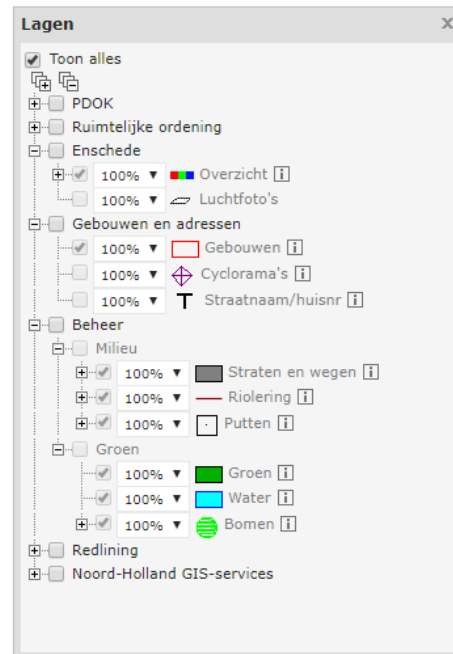 Lagen x
Toon alles
PDOK
Ruimtelijke ordening
Enschede
100% ▼ Overzicht i
100% ▼ Luchtfoto's
Gebouwen en adressen
100% ▼ Gebouwen i
100% ▼ Cyclorama's i
100% ▼ T Straatnaam/huisnr i
Beheer
Milieu
100% ▼ Straten en wegen i
100% ▼ Riolering i
100% ▼ Putten i
Groen
100% ▼ Groen i
100% ▼ Water i
100% ▼ Bomen i
Redlining
Noord-Holland GIS-services